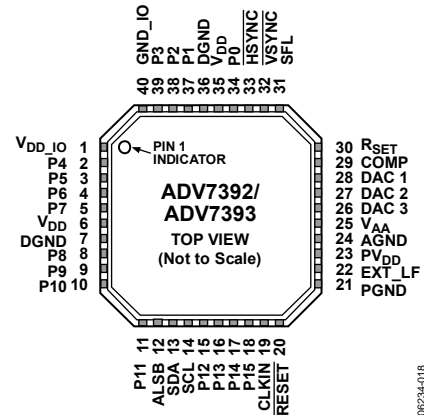 GND_IO 40
P3 39
P2 38
P1 37
DGND 36
VDD 35
P0 34
HSYNC 33
VSYNC 32
SFL 31
VDD_IO 1
P4 2
P5 3
P6 4
P7 5
VDD 6
DGND 7
P8 8
P9 9
P10 10
PIN 1
INDICATOR
ADV7392/
ADV7393
TOP VIEW
(Not to Scale)
30 RSET
29 COMP
28 DAC 1
27 DAC 2
26 DAC 3
25 VAA
24 AGND
23 PVDD
22 EXT_LF
21 PGND
P11 11
ALSB 12
SDA 13
SCL 14
P12 15
P13 16
P14 17
P15 18
CLKIN 19
RESET 20
06234-018